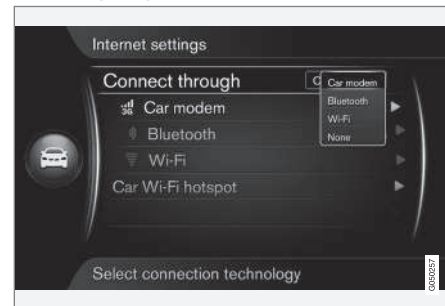 Internet settings
Connect through
Car modem
Bluetooth
Wi-Fi
None
3G Car modem
Bluetooth
Wi-Fi
Car Wi-Fi hotspot
Select connection technology
G050257